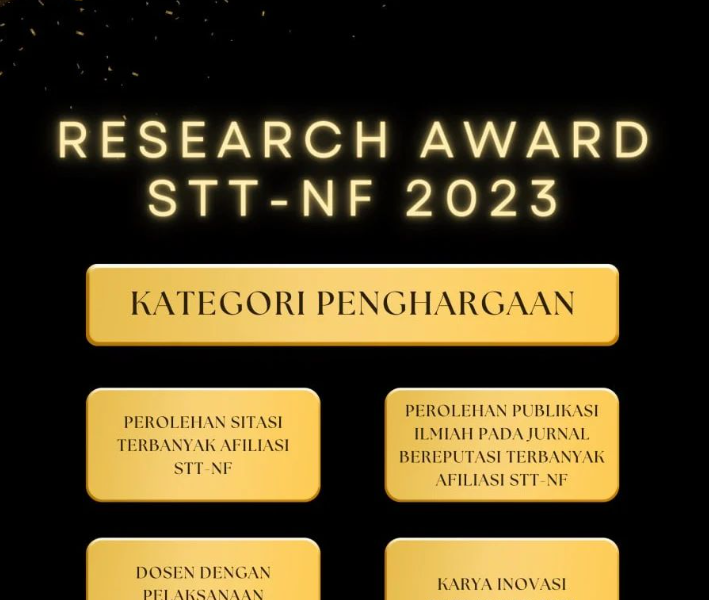 RESEARCH AWARD
STT-NF 2023
KATEGORI PENGHARGAAN
PEROLEHAN SITASI
TERBANYAK AFILIASI
STT-NF
PEROLEHAN PUBLIKASI
ILMIAH PADA JURNAL
BEREPUTASI TERBANYAK
AFILIASI STT-NF
DOSEN DENGAN
PELAKSANAAN
KARYA INOVASI